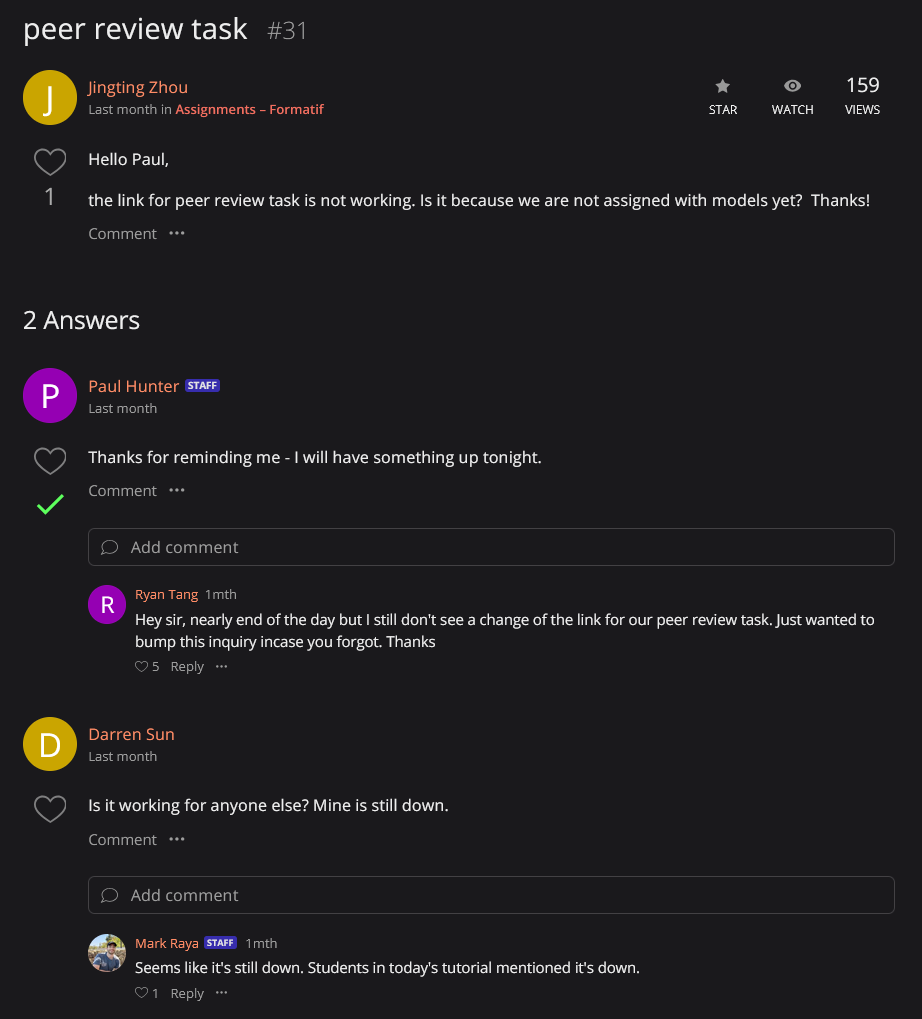 peer review task #31
J
Jingting Zhou
Last month in Assignments – Formatif
STAR
WATCH
159
VIEWS
1
Hello Paul,
the link for peer review task is not working. Is it because we are not assigned with models yet?  Thanks!
Comment ···
2 Answers
P
Paul Hunter STAFF
Last month
Thanks for reminding me - I will have something up tonight.
Comment ···
Add comment
R
Ryan Tang 1mth
Hey sir, nearly end of the day but I still don't see a change of the link for our peer review task. Just wanted to
bump this inquiry incase you forgot. Thanks
5 Reply ···
D
Darren Sun
Last month
Is it working for anyone else? Mine is still down.
Comment ···
Add comment
Mark Raya STAFF 1mth
Seems like it's still down. Students in today's tutorial mentioned it's down.
1 Reply ···